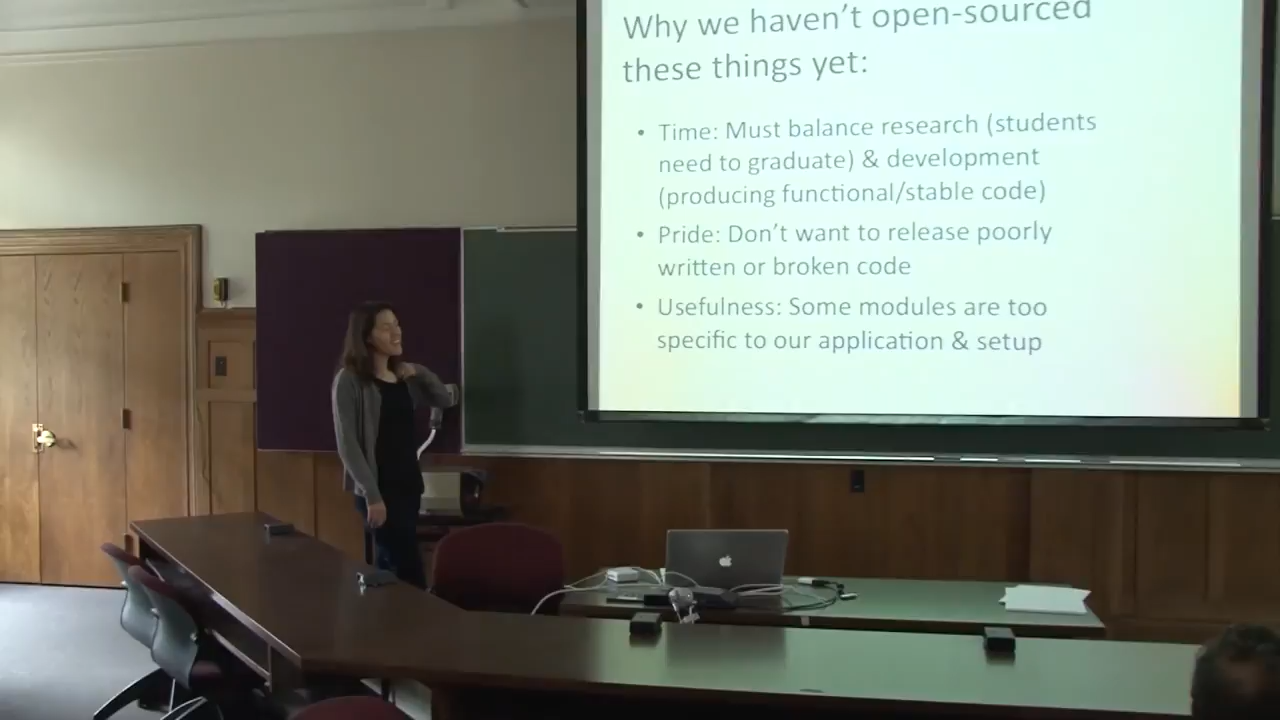 Why we haven't open-sourced
these things yet:
• Time: Must balance research (students
need to graduate) & development
(producing functional/stable code)
• Pride: Don't want to release poorly
written or broken code
• Usefulness: Some modules are too
specific to our application & setup